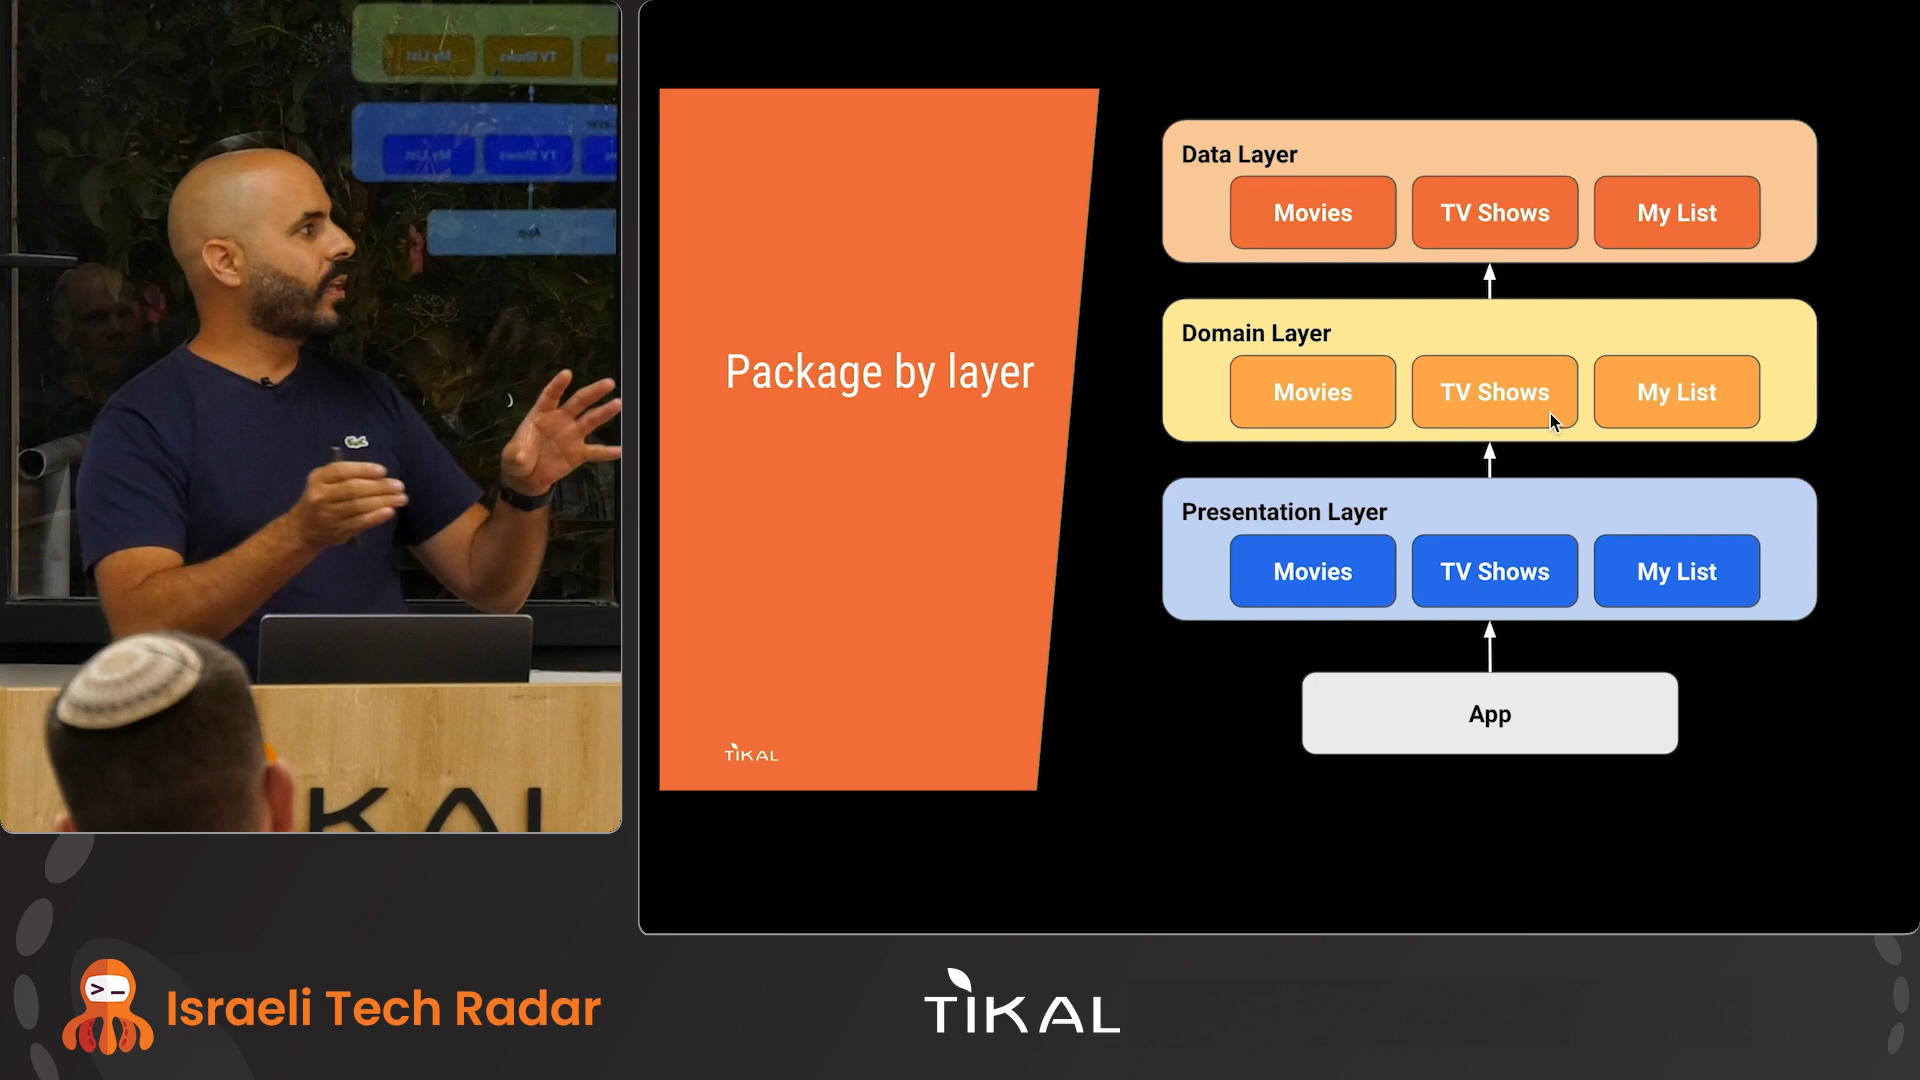 Package by layer
TIKAL
Data Layer
Movies
TV Shows
My List
Domain Layer
Movies
TV Shows
My List
Presentation Layer
Movies
TV Shows
My List
App
KAL
>_
Israeli Tech Radar
TIKAL